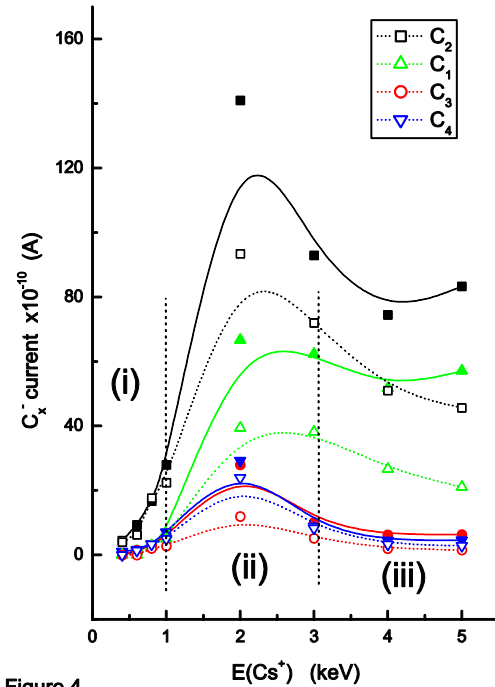 160
120
80
40
0
Cₓ⁻ current x10⁻¹⁰ (A)
C₂
C₁
C₃
C₄
(i)
(ii)
(iii)
0 1 2 3 4 5
E(Cs⁺) (keV)
Figure 4